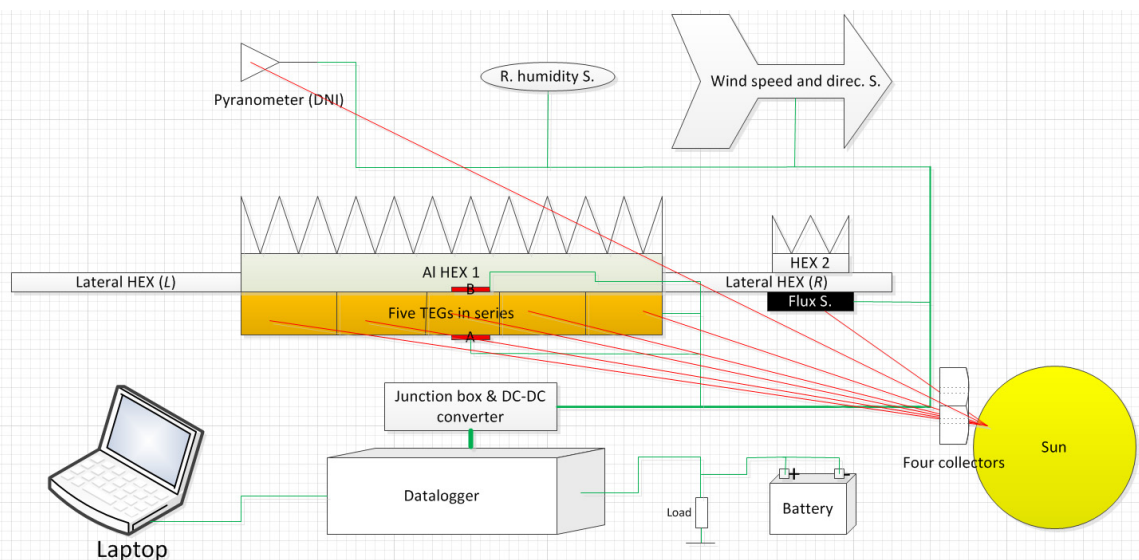 R. humidity S.
Wind speed and direc. S.
Pyranometer (DNI)
Al HEX 1
HEX 2
Lateral HEX (L)
Lateral HEX (R)
B
Flux S.
Five TEGs in series
A
Junction box & DC-DC
converter
Sun
Four collectors
+ -
Datalogger
Load
Battery
Laptop